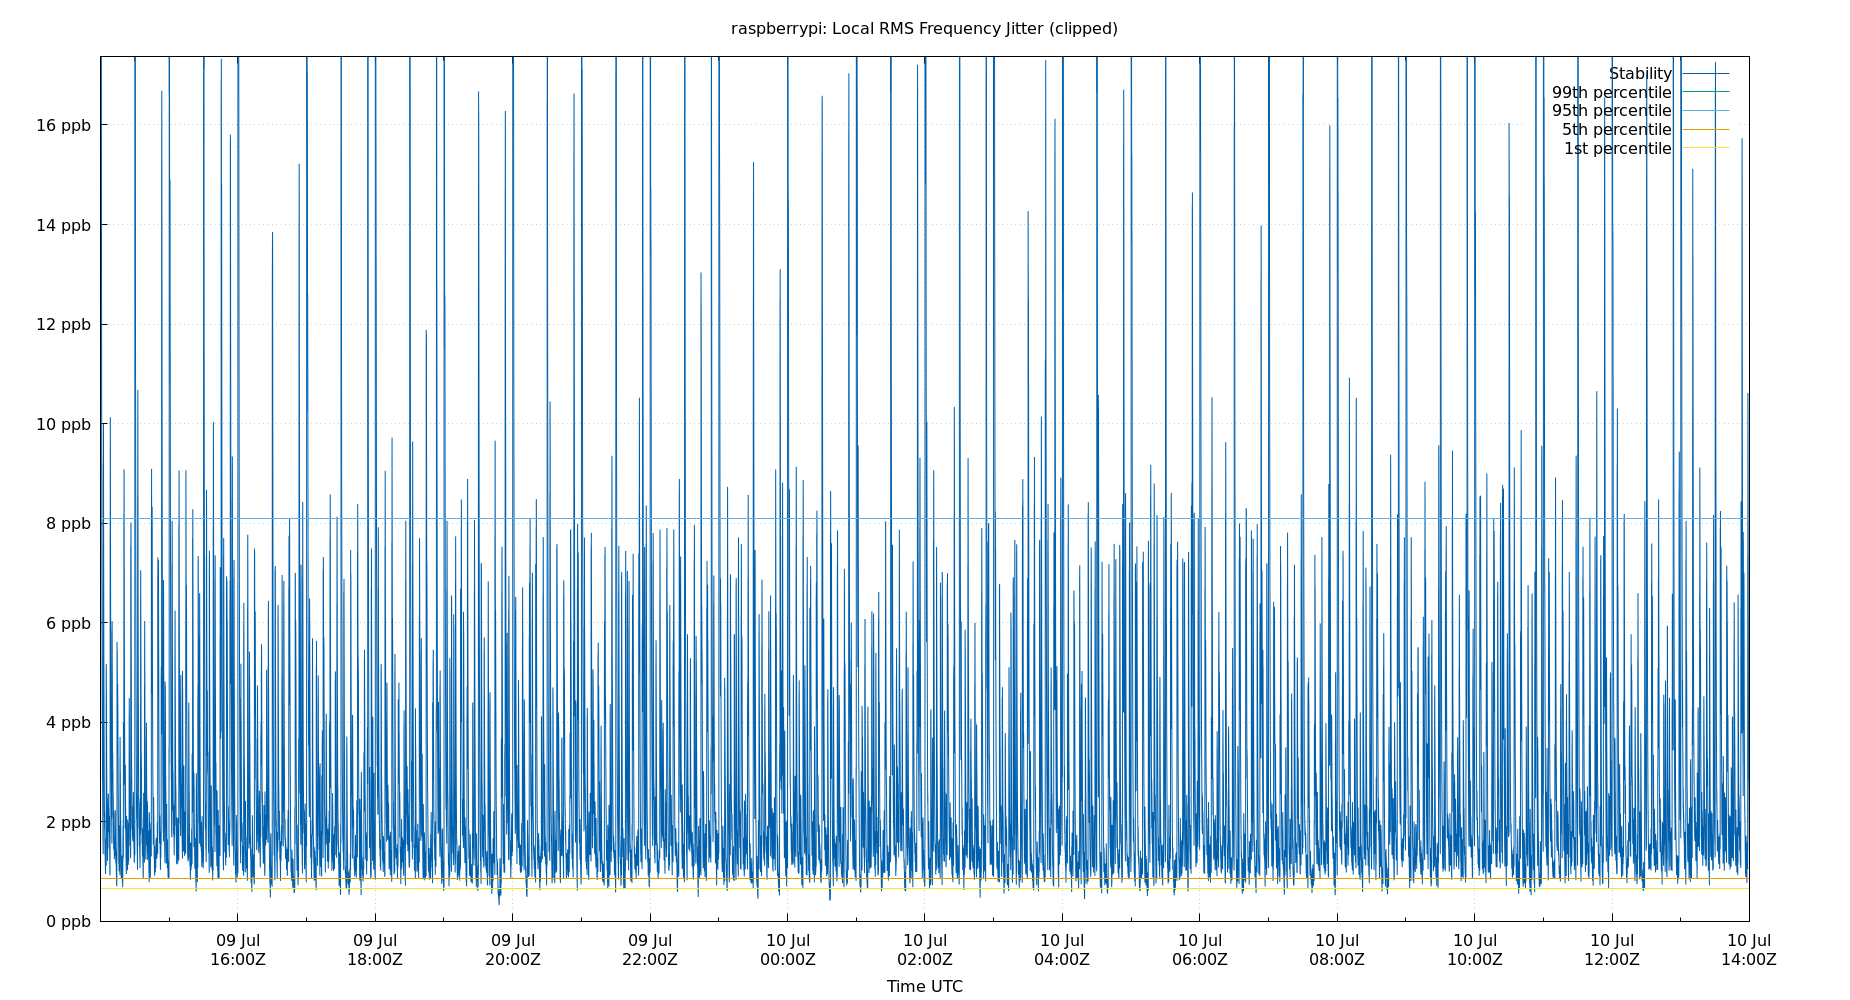 raspberrypi: Local RMS Frequency Jitter (clipped)
Stability
99th percentile
95th percentile
5th percentile
1st percentile
16 ppb
14 ppb
12 ppb
10 ppb
8 ppb
6 ppb
4 ppb
2 ppb
0 ppb
09 Jul 09 Jul 09 Jul 09 Jul 10 Jul 10 Jul 10 Jul 10 Jul 10 Jul 10 Jul 10 Jul 10 Jul
16:00Z 18:00Z 20:00Z 22:00Z 00:00Z 02:00Z 04:00Z 06:00Z 08:00Z 10:00Z 12:00Z 14:00Z
Time UTC